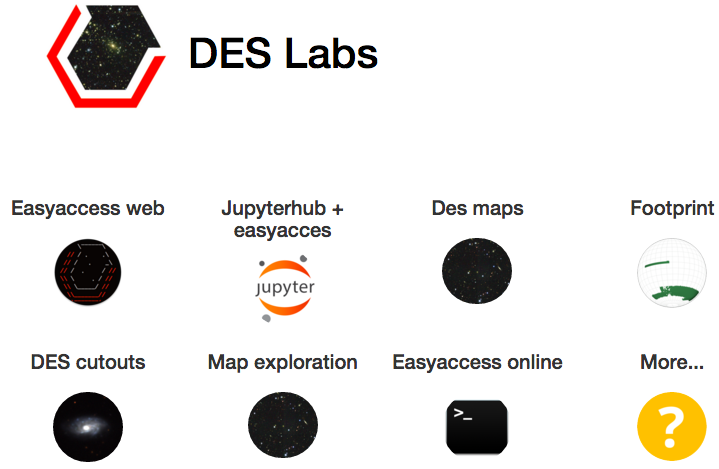 DES Labs
Easyaccess web
Jupyterhub +
easyacces
Des maps
Footprint
jupyter
DES cutouts
Map exploration
Easyaccess online
More...
>_
?